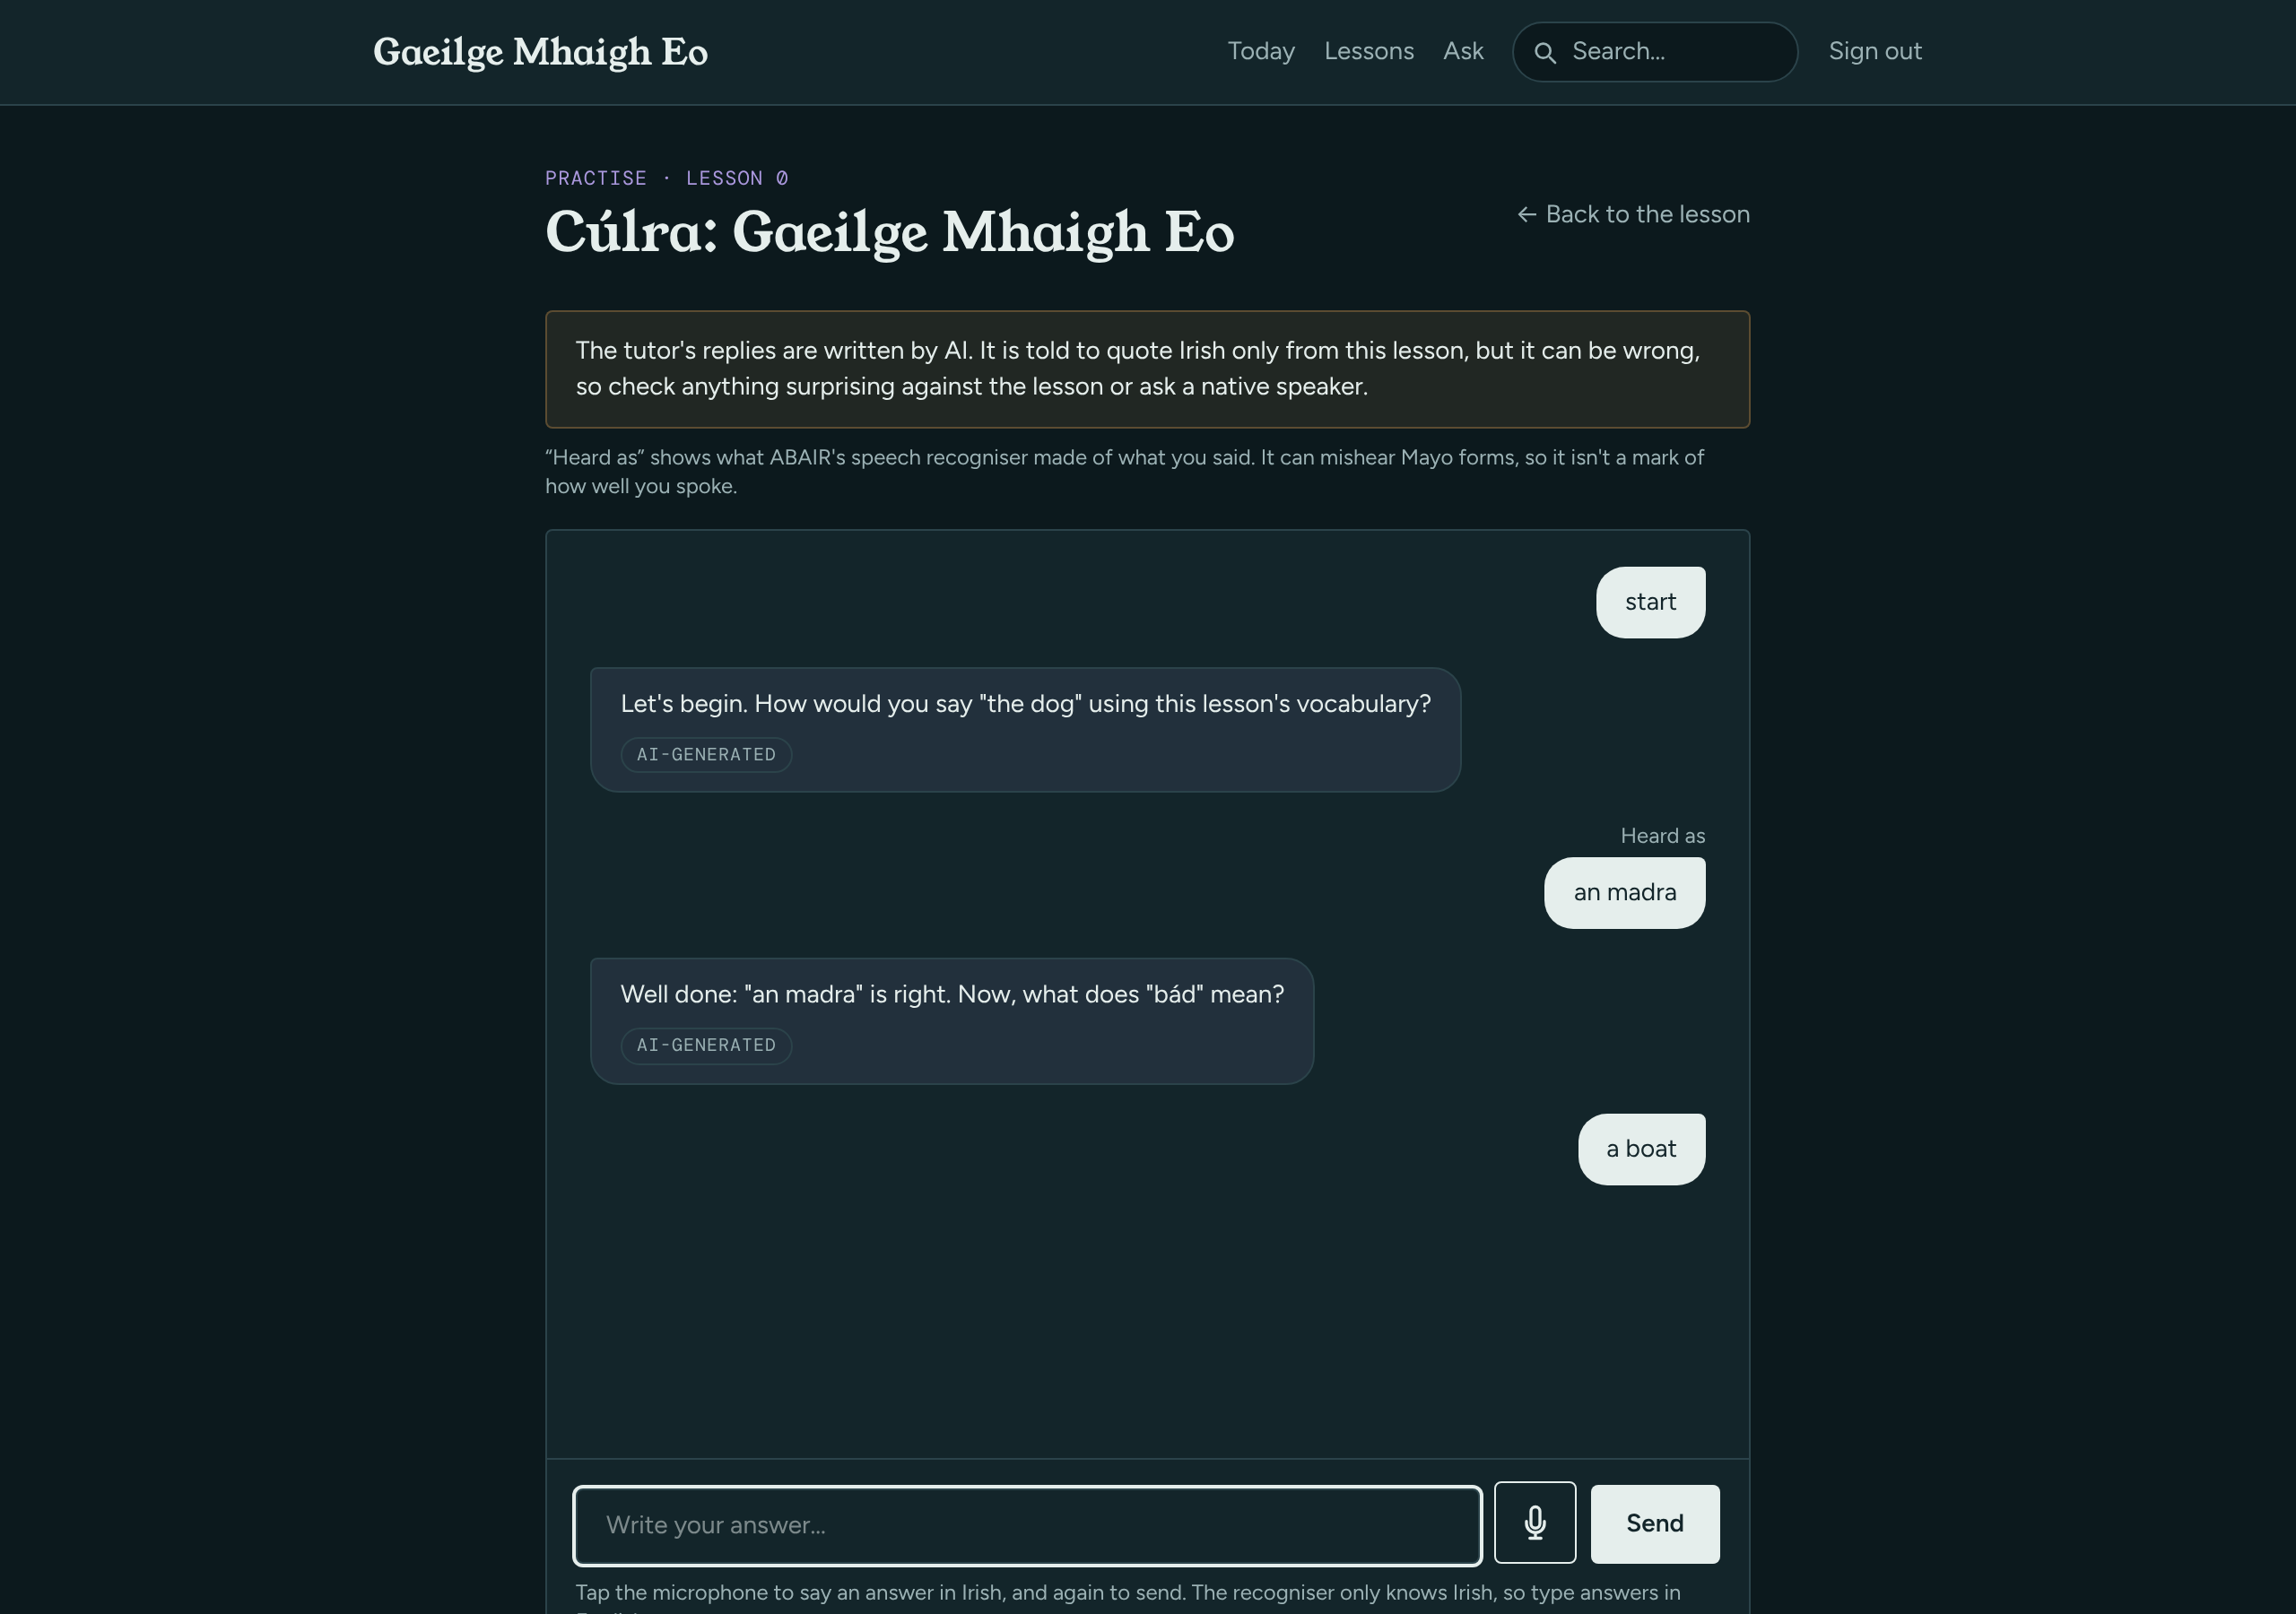 Gaeilge Mhaigh Eo
Today
Lessons
Ask
Search...
Sign out
PRACTISE · LESSON 0
Cúlra: Gaeilge Mhaigh Eo
← Back to the lesson
The tutor's replies are written by AI. It is told to quote Irish only from this lesson, but it can be wrong,
so check anything surprising against the lesson or ask a native speaker.
“Heard as” shows what ABAIR's speech recogniser made of what you said. It can mishear Mayo forms, so it isn't a mark of
how well you spoke.
start
Let's begin. How would you say "the dog" using this lesson's vocabulary?
AI-GENERATED
Heard as
an madra
Well done: "an madra" is right. Now, what does "bád" mean?
AI-GENERATED
a boat
Write your answer...
Send
Tap the microphone to say an answer in Irish, and again to send. The recogniser only knows Irish, so type answers in